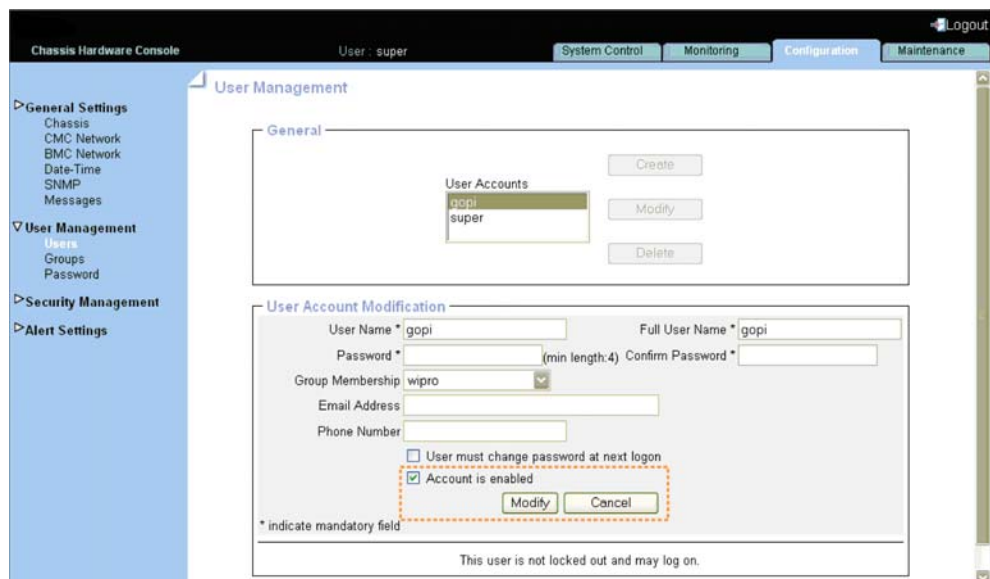 Logout
Chassis Hardware Console
User : super
System Control
Monitoring
Configuration
Maintenance
General Settings
Chassis
CMC Network
BMC Network
Date-Time
SNMP
Messages
User Management
Users
Groups
Password
Security Management
Alert Settings
User Management
General
User Accounts
gopi
super
Create
Modify
Delete
User Account Modification
User Name * gopi
Full User Name * gopi
Password * (min length:4) Confirm Password *
Group Membership wipro
Email Address
Phone Number
User must change password at next logon
Account is enabled
Modify Cancel
* indicate mandatory field
This user is not locked out and may log on.